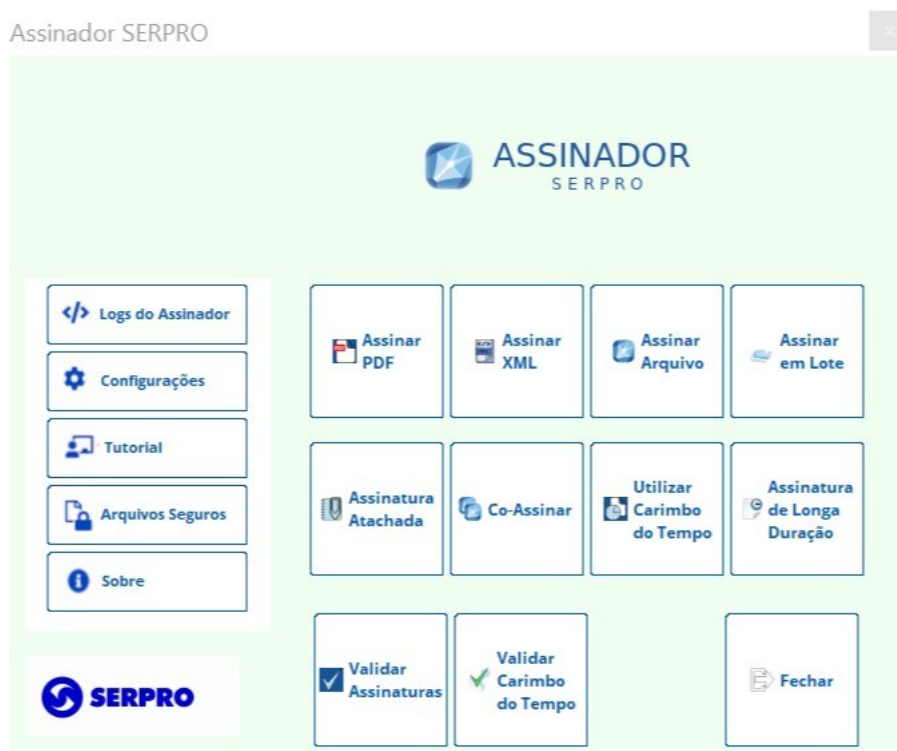 Assinador SERPRO
ASSINADOR
SERPRO
Logs do Assinador
Configurações
Tutorial
Arquivos Seguros
Sobre
SERPRO
Assinar
PDF
Assinar
XML
Assinar
Arquivo
Assinar
em Lote
Assinatura
Atachada
Co-Assinar
Utilizar
Carimbo
do Tempo
Assinatura
de Longa
Duração
Validar
Assinaturas
Validar
Carimbo
do Tempo
Fechar